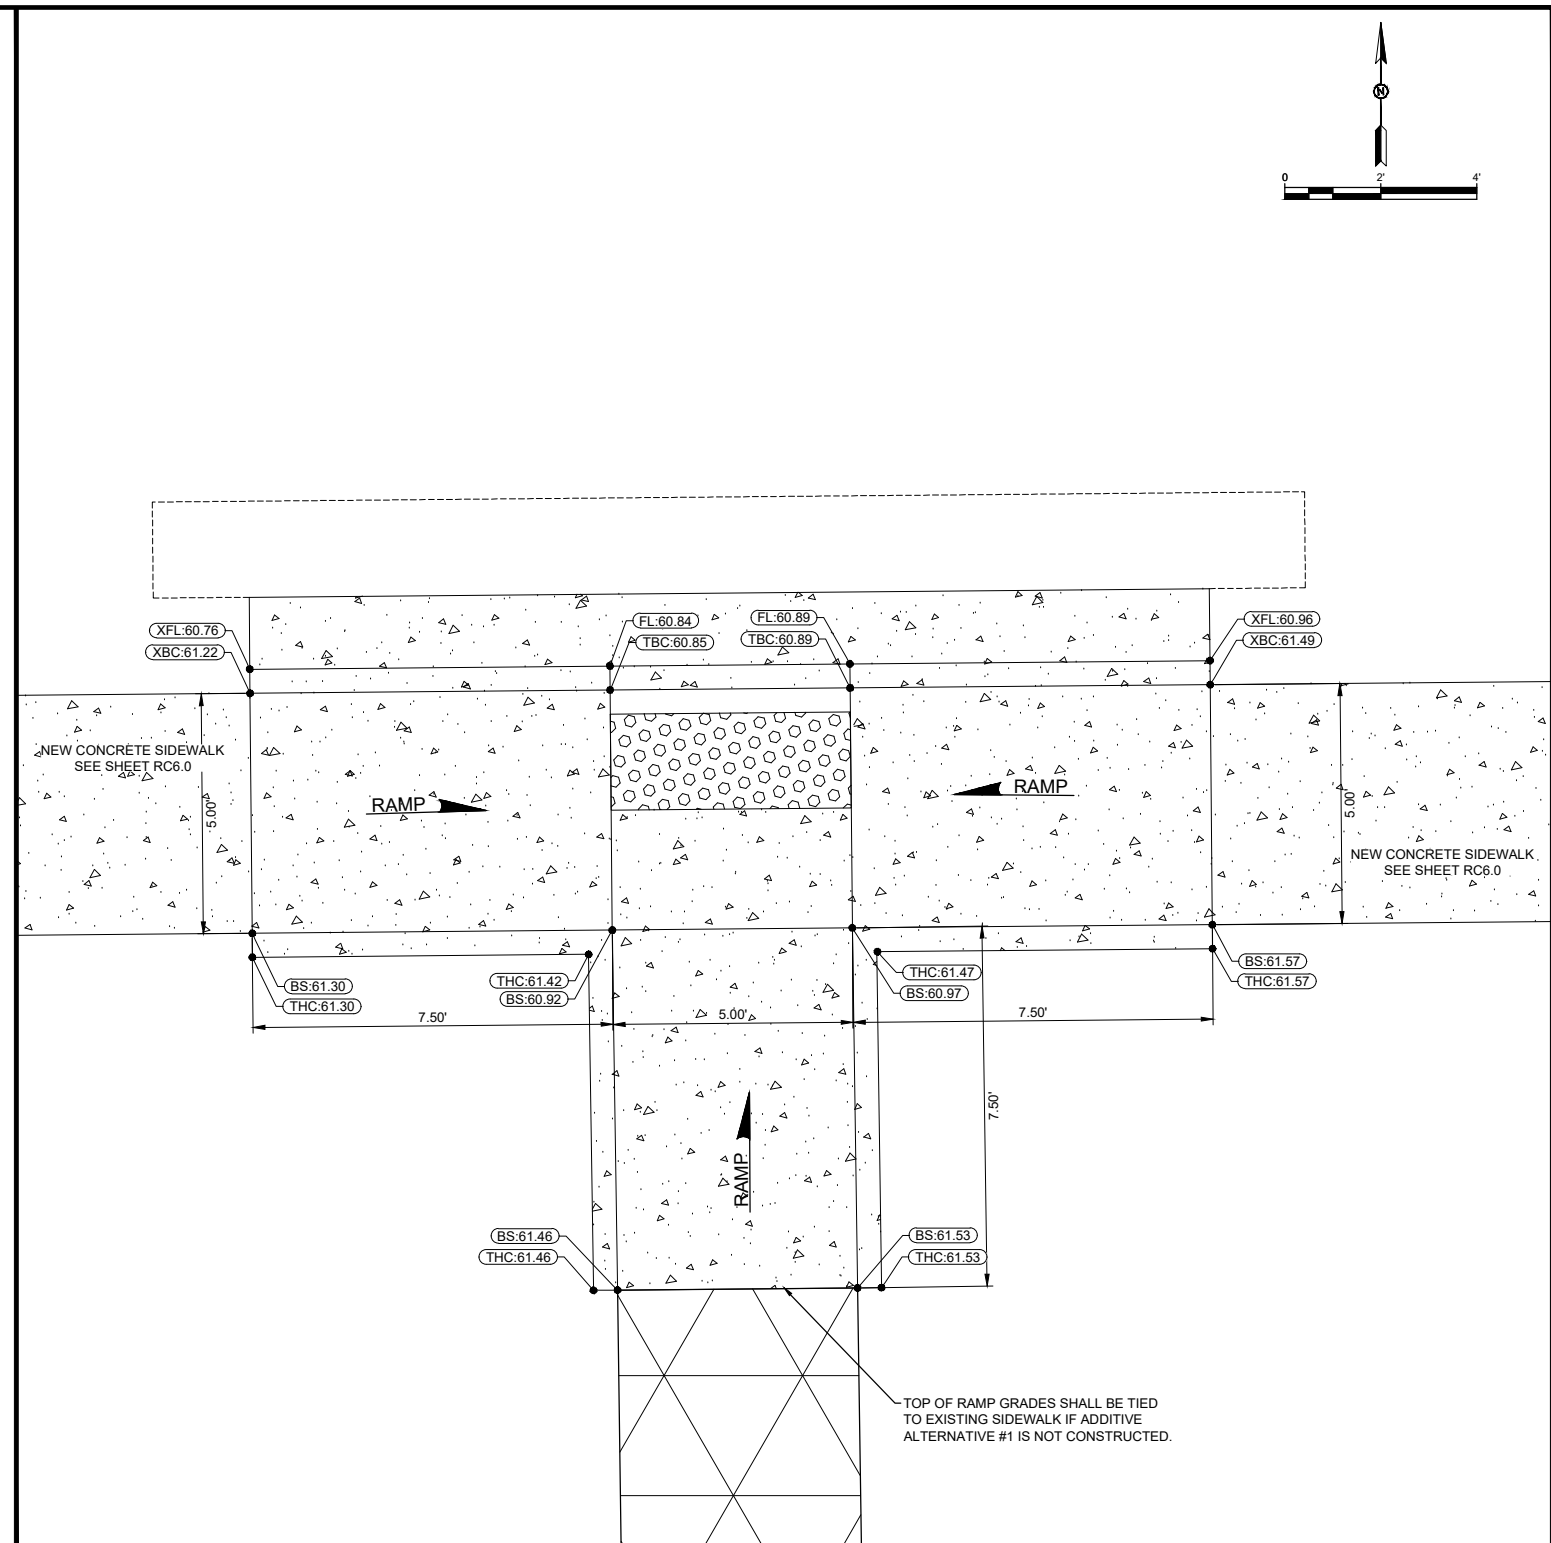 N
0 2' 4'
FL:60.84
FL:60.89
XFL:60.76
TBC:60.85
TBC:60.89
XFL:60.96
XBC:61.22
XBC:61.49
NEW CONCRETE SIDEWALK
SEE SHEET RC6.0
5.00'
RAMP
RAMP
5.00'
NEW CONCRETE SIDEWALK
SEE SHEET RC6.0
BS:61.30
THC:61.30
THC:61.42
BS:60.92
THC:61.47
BS:60.97
BS:61.57
THC:61.57
7.50'
5.00'
7.50'
7.50'
RAMP
BS:61.46
THC:61.46
BS:61.53
THC:61.53
TOP OF RAMP GRADES SHALL BE TIED
TO EXISTING SIDEWALK IF ADDITIVE
ALTERNATIVE #1 IS NOT CONSTRUCTED.